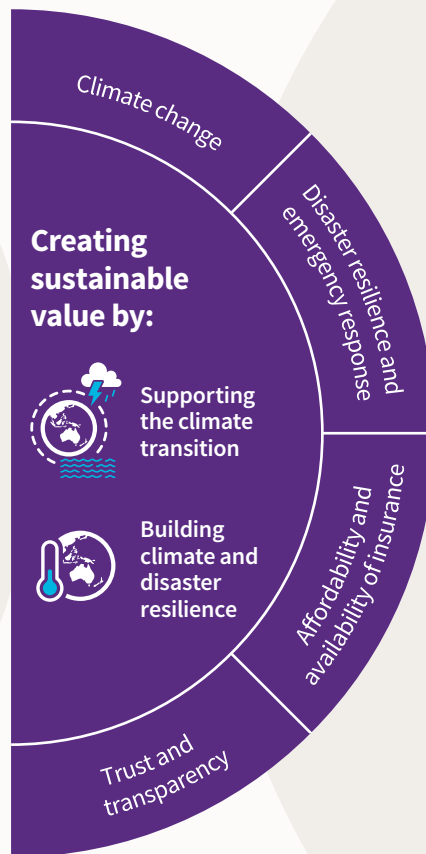 Climate change
Disaster resilience and
emergency response
Creating
sustainable
value by:
Supporting
the climate
transition
Building
climate and
disaster
resilience
Affordability and
availability of insurance
Trust and
transparency